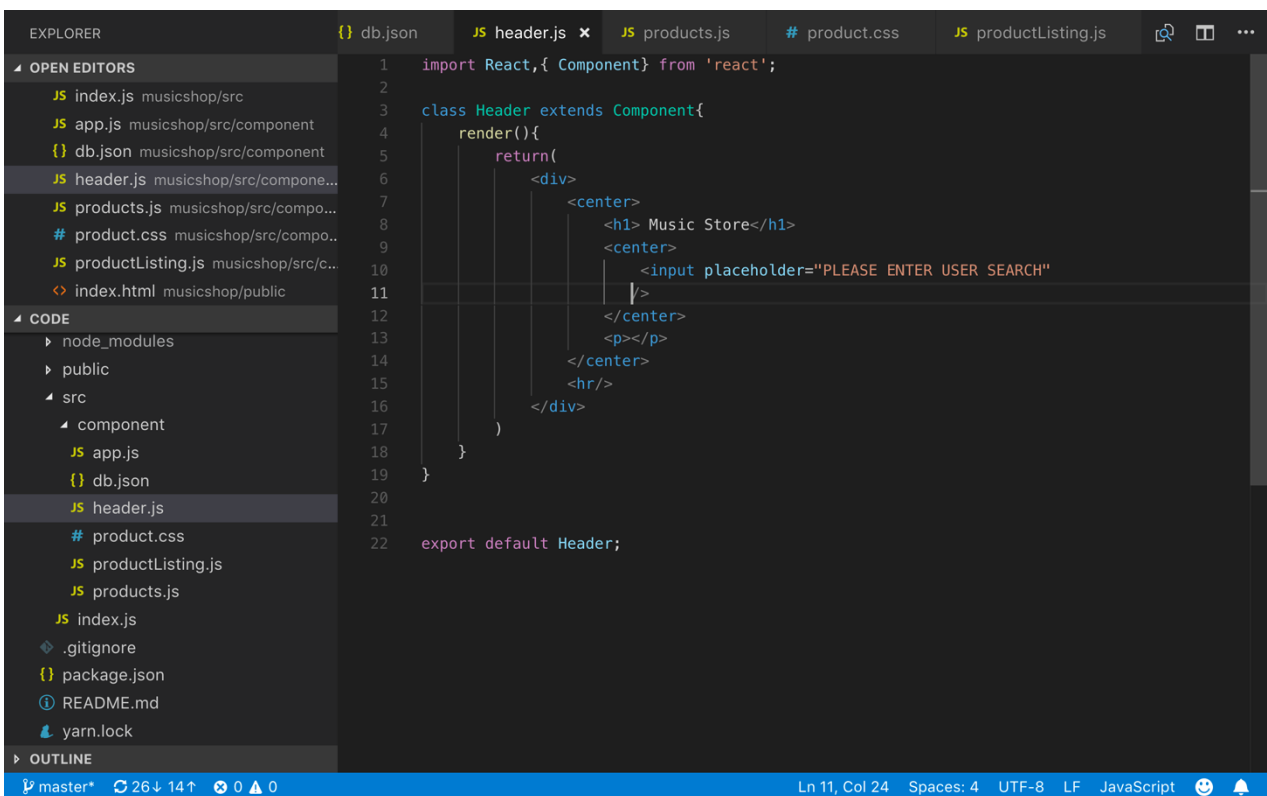 EXPLORER
OPEN EDITORS
JS index.js musicshop/src
JS app.js musicshop/src/component
{} db.json musicshop/src/component
JS header.js musicshop/src/compone...
JS products.js musicshop/src/compo...
# product.css musicshop/src/compo..
JS productListing.js musicshop/src/c...
<> index.html musicshop/public
CODE
node_modules
public
src
component
JS app.js
{} db.json
JS header.js
# product.css
JS productListing.js
JS products.js
JS index.js
.gitignore
{} package.json
README.md
yarn.lock
OUTLINE
{} db.json JS header.js × JS products.js # product.css JS productListing.js ...
1 import React,{ Component} from 'react';
2
3 class Header extends Component{
4     render(){
5         return(
6             <div>
7                 <center>
8                     <h1> Music Store</h1>
9                     <center>
10                         <input placeholder="PLEASE ENTER USER SEARCH"
11                        />
12                     </center>
13                     <p></p>
14                 </center>
15                 <hr/>
16             </div>
17         )
18     }
19 }
20
21
22 export default Header;
master* 26↓ 14↑ 0 0 Ln 11, Col 24 Spaces: 4 UTF-8 LF JavaScript